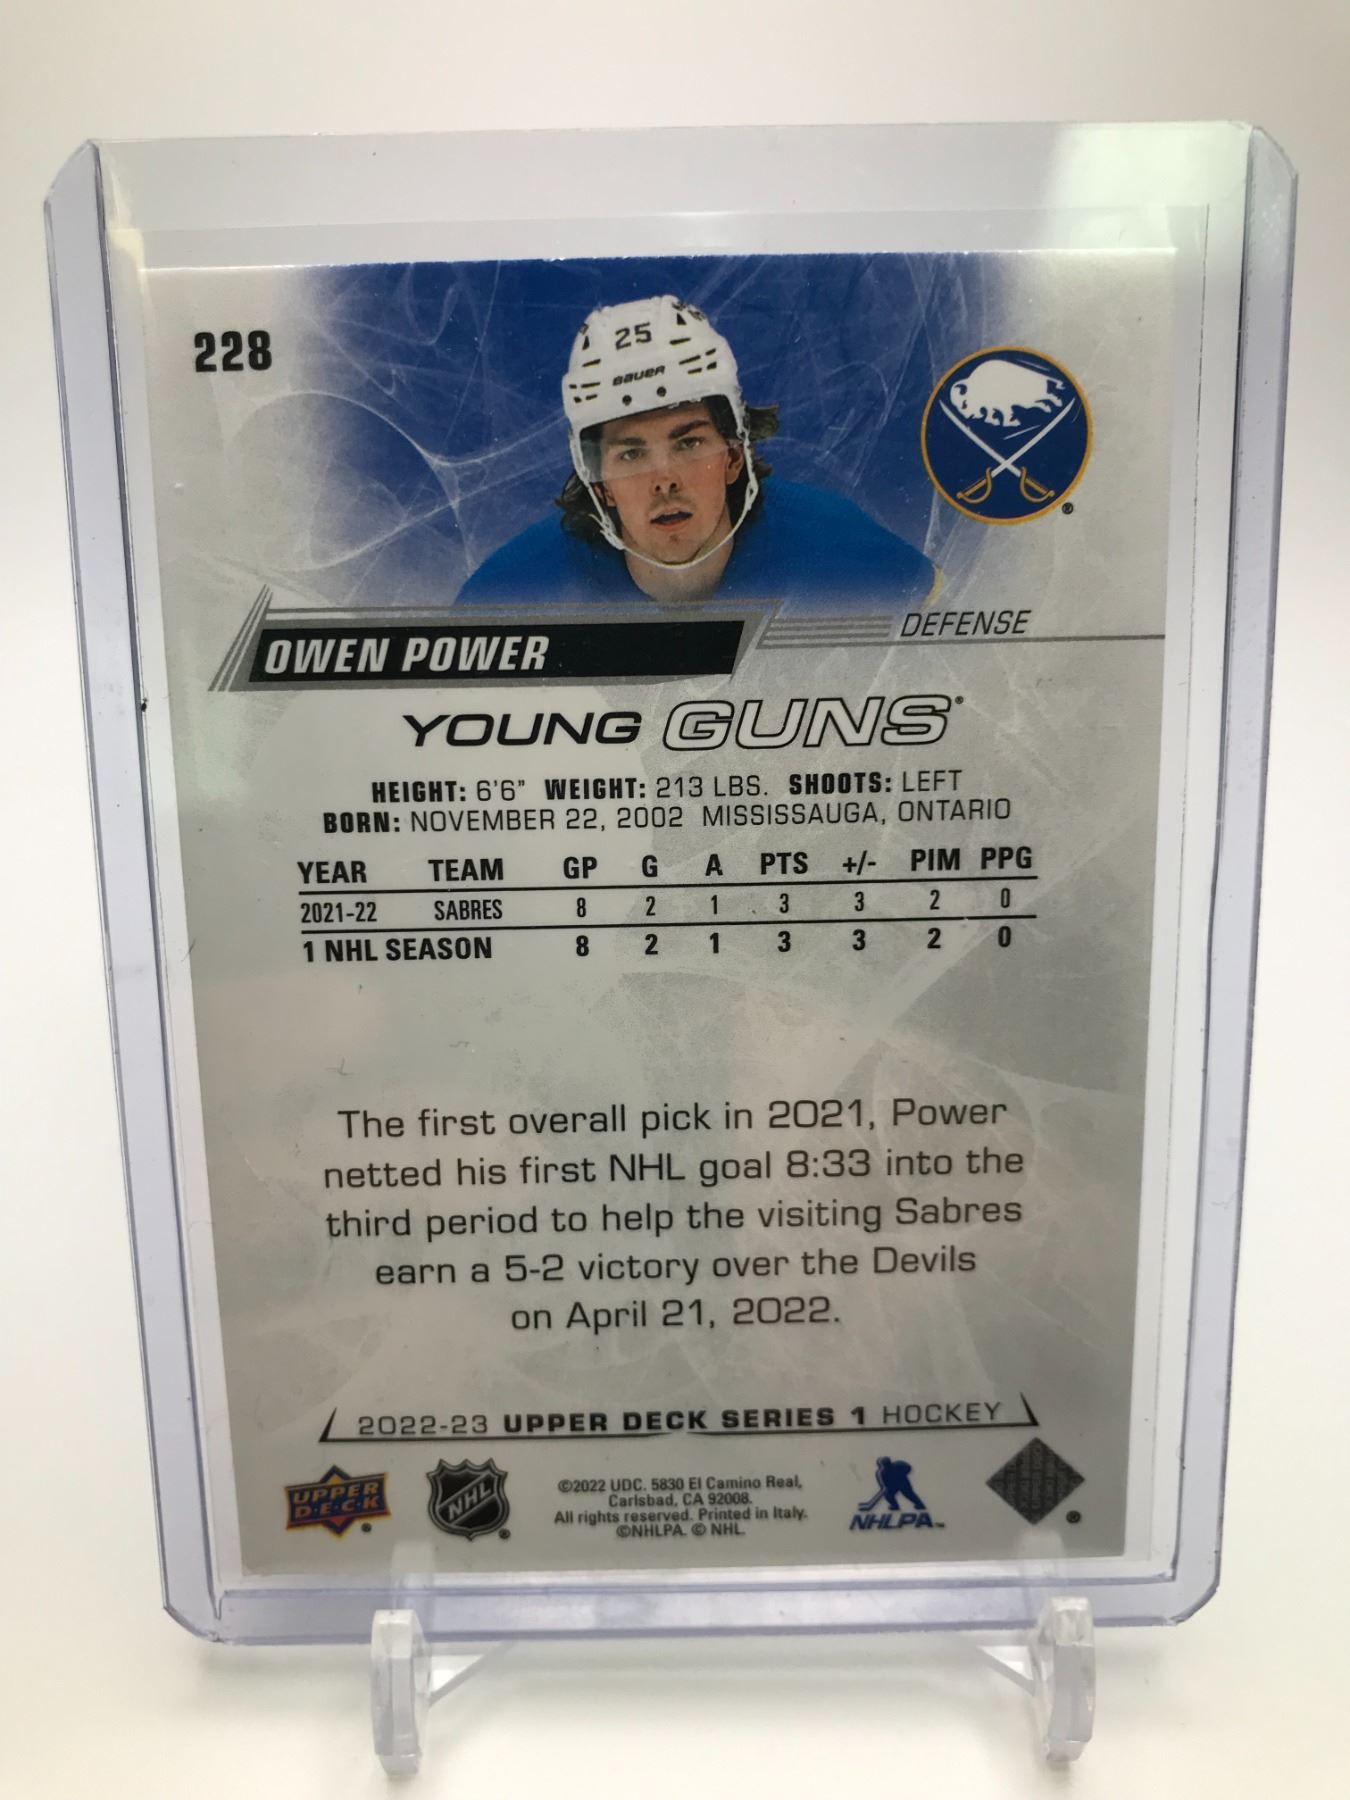 228
25
BAUER
®
DEFENSE
OWEN POWER
YOUNG GUNS®
HEIGHT: 6'6" WEIGHT: 213 LBS. SHOOTS: LEFT
BORN: NOVEMBER 22, 2002 MISSISSAUGA, ONTARIO
YEAR TEAM GP G A PTS +/- PIM PPG
2021-22 SABRES 8 2 1 3 3 2 0
1 NHL SEASON 8 2 1 3 3 2 0
The first overall pick in 2021, Power
netted his first NHL goal 8:33 into the
third period to help the visiting Sabres
earn a 5-2 victory over the Devils
on April 21, 2022.
2022-23 UPPER DECK SERIES 1 HOCKEY
UPPER
D·E·C·K
®
NHL
®
©2022 UDC. 5830 El Camino Real,
Carlsbad, CA 92008.
All rights reserved. Printed in Italy.
©NHLPA. © NHL.
NHLPA™
®